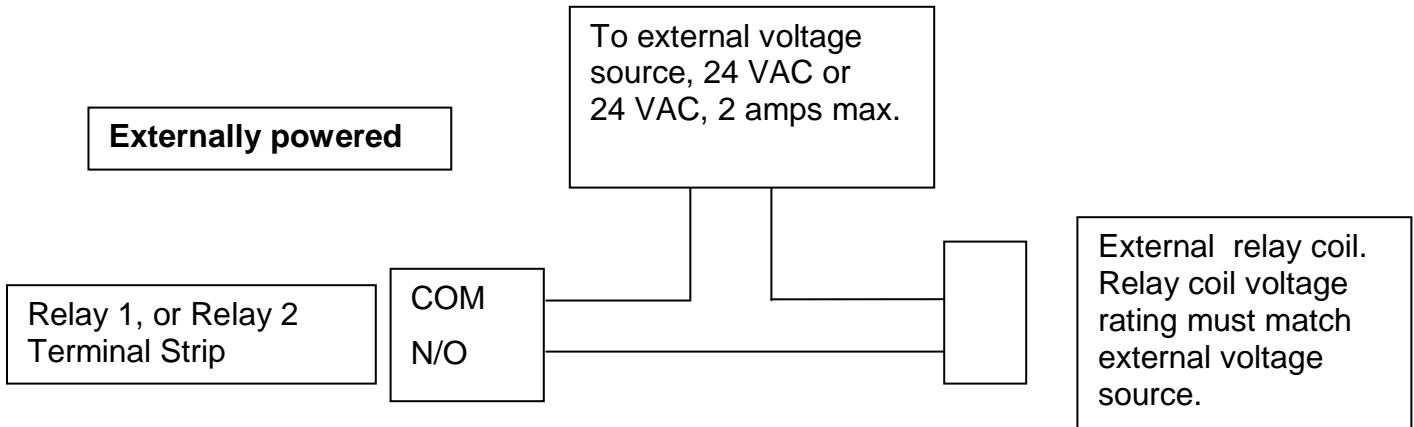 To external voltage
source, 24 VAC or
24 VAC, 2 amps max.
Externally powered
External relay coil.
Relay coil voltage
rating must match
external voltage
source.
Relay 1, or Relay 2
Terminal Strip
COM
N/O